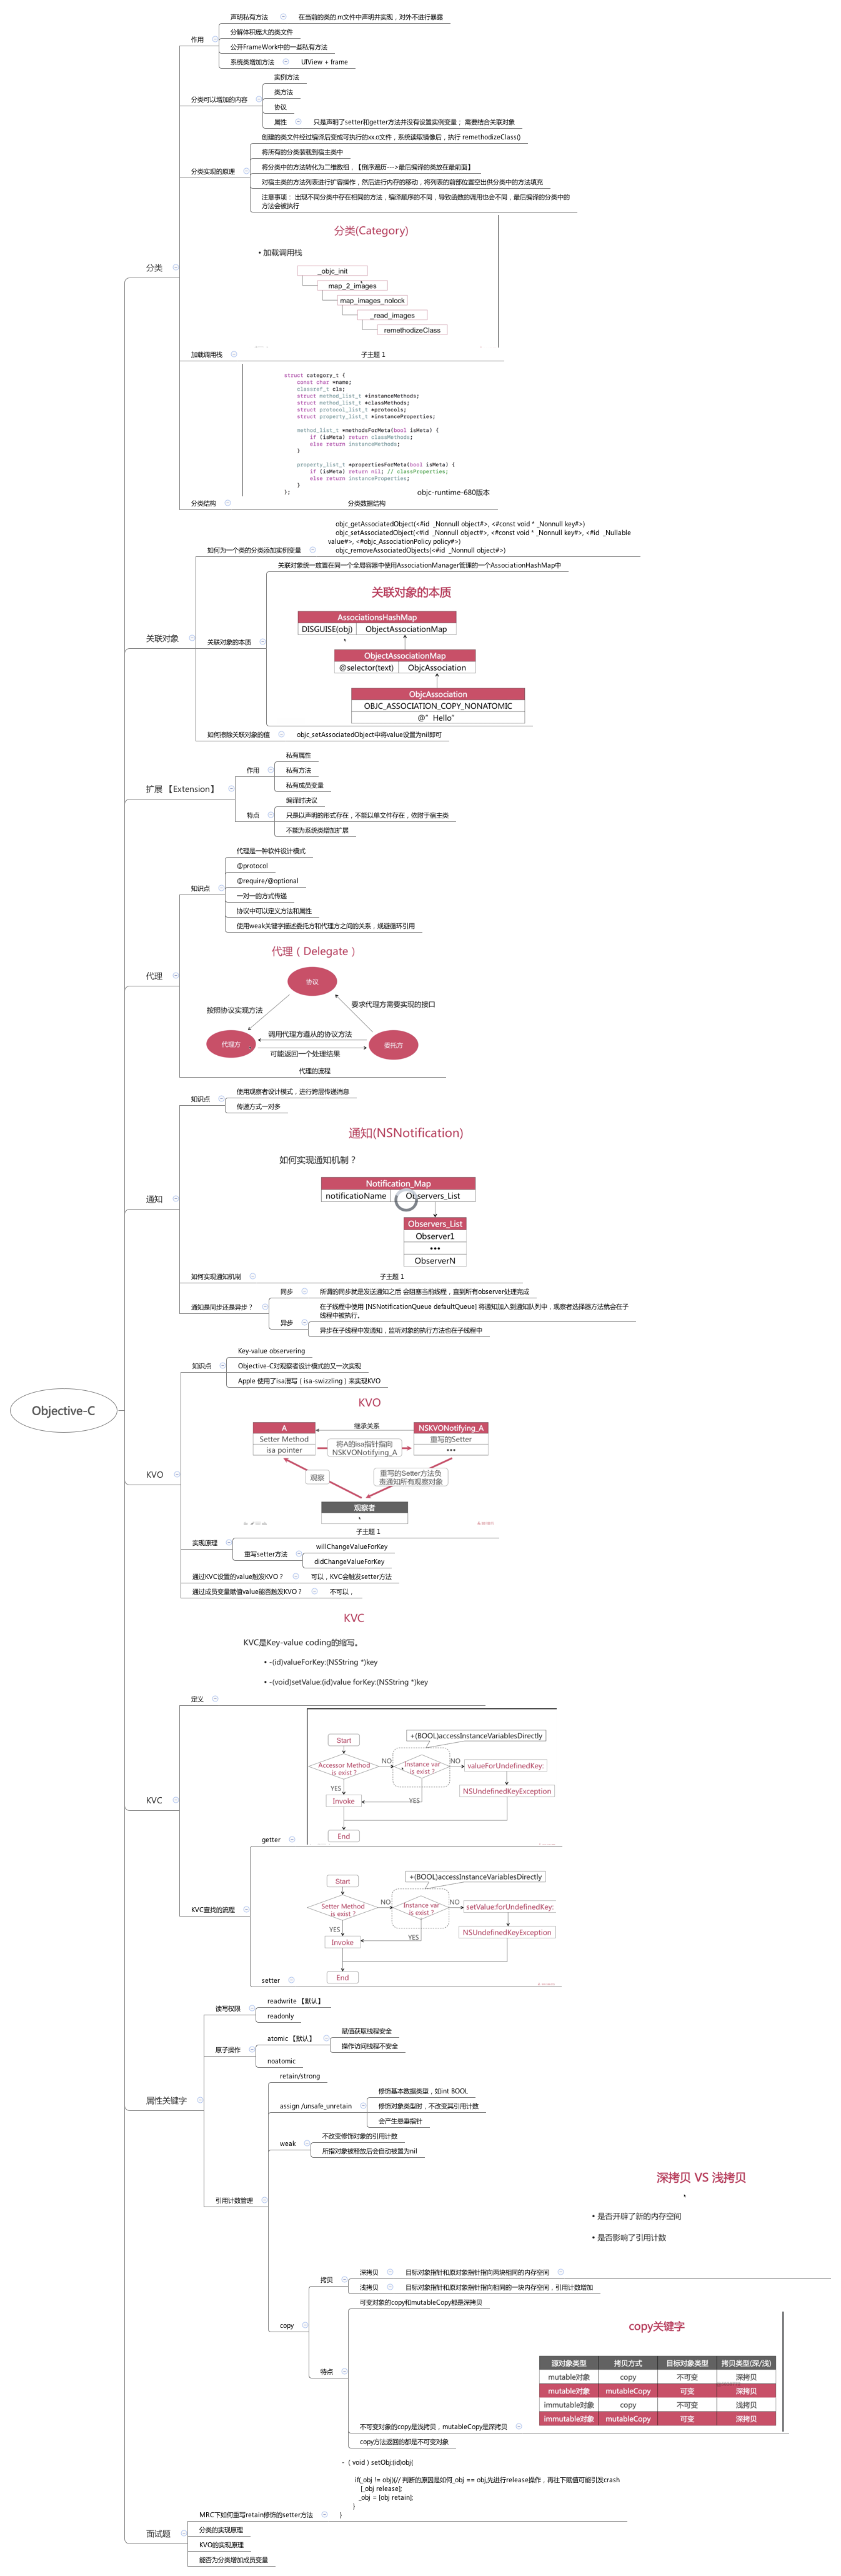 Objective-C
分类
作用
声明私有方法
在当前的类的.m文件中声明并实现，对外不进行暴露
分解体积庞大的类文件
公开FrameWork中的一些私有方法
系统类增加方法
UIView + frame
分类可以增加的内容
实例方法
类方法
协议
属性
只是声明了setter和getter方法并没有设置实例变量； 需要结合关联对象
分类实现的原理
创建的类文件经过编译后变成可执行的xx.o文件，系统读取镜像后，执行 remethodizeClass()
将所有的分类装载到宿主类中
将分类中的方法转化为二维数组，【倒序遍历--->最后编译的类放在最前面】
对宿主类的方法列表进行扩容操作，然后进行内存的移动，将列表的前部位置空出供分类中的方法填充
注意事项： 出现不同分类中存在相同的方法，编译顺序的不同，导致函数的调用也会不同，最后编译的分类中的
方法会被执行
分类(Category)
• 加载调用栈
_objc_init
map_2_images
map_images_nolock
_read_images
remethodizeClass
加载调用栈
子主题 1
struct category_t {
const char *name;
classref_t cls;
struct method_list_t *instanceMethods;
struct method_list_t *classMethods;
struct protocol_list_t *protocols;
struct property_list_t *instanceProperties;
method_list_t *methodsForMeta(bool isMeta) {
if (isMeta) return classMethods;
else return instanceMethods;
}
property_list_t *propertiesForMeta(bool isMeta) {
if (isMeta) return nil; // classProperties;
else return instanceProperties;
}
};
objc-runtime-680版本
分类结构
分类数据结构
关联对象
如何为一个类的分类添加实例变量
objc_getAssociatedObject(<#id _Nonnull object#>, <#const void * _Nonnull key#>)
objc_setAssociatedObject(<#id _Nonnull object#>, <#const void * _Nonnull key#>, <#id _Nullable
value#>, <#objc_AssociationPolicy policy#>)
objc_removeAssociatedObjects(<#id _Nonnull object#>)
关联对象的本质
关联对象统一放置在同一个全局容器中使用AssociationManager管理的一个AssociationHashMap中
关联对象的本质
AssociationsHashMap
DISGUISE(obj)
ObjectAssociationMap
ObjectAssociationMap
@selector(text)
ObjcAssociation
ObjcAssociation
OBJC_ASSOCIATION_COPY_NONATOMIC
@”Hello”
如何擦除关联对象的值
objc_setAssociatedObject中将value设置为nil即可
扩展 【Extension】
作用
私有属性
私有方法
私有成员变量
特点
编译时决议
只是以声明的形式存在，不能以单文件存在，依附于宿主类
不能为系统类增加扩展
代理
知识点
代理是一种软件设计模式
@protocol
@require/@optional
一对一的方式传递
协议中可以定义方法和属性
使用weak关键字描述委托方和代理方之间的关系，规避循环引用
代理（Delegate）
协议
按照协议实现方法
要求代理方需要实现的接口
代理方
调用代理方遵从的协议方法
可能返回一个处理结果
委托方
代理的流程
通知
知识点
使用观察者设计模式，进行跨层传递消息
传递方式一对多
通知(NSNotification)
如何实现通知机制？
Notification_Map
notificatioName
Observers_List
Observers_List
Observer1
•••
ObserverN
如何实现通知机制
子主题 1
通知是同步还是异步？
同步
所谓的同步就是发送通知之后 会阻塞当前线程，直到所有observer处理完成
异步
在子线程中使用 [NSNotificationQueue defaultQueue] 将通知加入到通知队列中，观察者选择器方法就会在子
线程中被执行。
异步在子线程中发通知，监听对象的执行方法也在子线程中
KVO
知识点
Key-value observering
Objective-C对观察者设计模式的又一次实现
Apple 使用了isa混写（isa-swizzling）来实现KVO
KVO
A
Setter Method
isa pointer
继承关系
将A的isa指针指向
NSKVONotifying_A
NSKVONotifying_A
重写的Setter
•••
观察
重写的Setter方法负
责通知所有观察对象
观察者
实现原理
子主题 1
重写setter方法
willChangeValueForKey
didChangeValueForKey
通过KVC设置的value触发KVO？
可以，KVC会触发setter方法
通过成员变量赋值value能否触发KVO？
不可以，
KVC
KVC
KVC是Key-value coding的缩写。
• -(id)valueForKey:(NSString *)key
• -(void)setValue:(id)value forKey:(NSString *)key
定义
KVC查找的流程
+(BOOL)accessInstanceVariablesDirectly
Start
Accessor Method
is exist ?
NO
Instance var
is exist ?
NO
valueForUndefinedKey:
YES
NSUndefinedKeyException
Invoke
YES
End
getter
+(BOOL)accessInstanceVariablesDirectly
Start
Setter Method
is exist ?
NO
Instance var
is exist ?
NO
setValue:forUndefinedKey:
YES
NSUndefinedKeyException
Invoke
YES
End
setter
属性关键字
读写权限
readwrite 【默认】
readonly
原子操作
atomic 【默认】
赋值获取线程安全
操作访问线程不安全
noatomic
引用计数管理
retain/strong
assign /unsafe_unretain
修饰基本数据类型，如int BOOL
修饰对象类型时，不改变其引用计数
会产生悬垂指针
weak
不改变修饰对象的引用计数
所指对象被释放后会自动被置为nil
copy
拷贝
深拷贝 VS 浅拷贝
• 是否开辟了新的内存空间
• 是否影响了引用计数
深拷贝
目标对象指针和原对象指针指向两块相同的内存空间
浅拷贝
目标对象指针和原对象指针指向相同的一块内存空间，引用计数增加
特点
可变对象的copy和mutableCopy都是深拷贝
copy关键字
源对象类型 拷贝方式 目标对象类型 拷贝类型(深/浅)
mutable对象 copy 不可变 深拷贝
mutable对象 mutableCopy 可变 深拷贝
immutable对象 copy 不可变 浅拷贝
immutable对象 mutableCopy 可变 深拷贝
不可变对象的copy是浅拷贝，mutableCopy是深拷贝
copy方法返回的都是不可变对象
面试题
MRC下如何重写retain修饰的setter方法
-（void）setObj:(id)obj{
if(_obj != obj){// 判断的原因是如何_obj == obj,先进行release操作，再往下赋值可能引发crash
[_obj release];
_obj = [obj retain];
}
}
分类的实现原理
KVO的实现原理
能否为分类增加成员变量